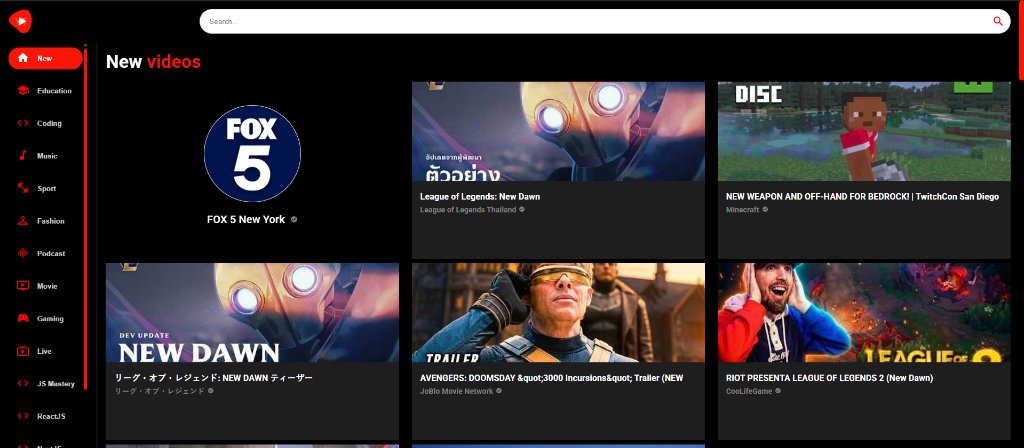 Search...
New
Education
Coding
Music
Sport
Fashion
Podcast
Movie
Gaming
Live
JS Mastery
ReactJS
New videos
FOX
5
FOX 5 New York
อัปเดตจากผู้พัฒนา
ตัวอย่าง
League of Legends: New Dawn
League of Legends Thailand
DISC
NEW WEAPON AND OFF-HAND FOR BEDROCK! | TwitchCon San Diego
Minecraft
DEV UPDATE
NEW DAWN
リーグ・オブ・レジェンド: NEW DAWN ティーザー
リーグ・オブ・レジェンド
TRAILER
AVENGERS: DOOMSDAY &quot;3000 Incursions&quot; Trailer (NEW
JoBlo Movie Network
LEAGUE OF
RIOT PRESENTA LEAGUE OF LEGENDS 2 (New Dawn)
CooLifeGame